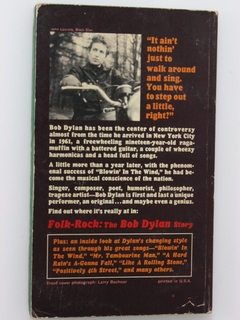 "It ain't
nothin'
just to
walk around
and sing.
You have
to step out
a little,
right?"
Bob Dylan has been the center of controversy
almost from the time he arrived in New York City
in 1961, a freewheeling nineteen-year-old raga-
muffin with a battered guitar, a couple of wheezy
harmonicas and a head full of songs.
A little more than a year later, with the phenom-
enal success of "Blowin' In The Wind," he had be-
come the musical conscience of the nation.
Singer, composer, poet, humorist, philosopher,
trapeze artist—Bob Dylan is first and last a unique
performer, an original...and maybe even a genius.
Find out where it's really at in:
Folk-Rock: The Bob Dylan Story
Plus: an inside look at Dylan's changing style
as seen through his great songs—"Blowin' In
The Wind," "Mr. Tambourine Man," "A Hard
Rain's A-Gonna Fall," "Like A Rolling Stone,"
"Positively 4th Street," and many others.
printed in U.S.A.